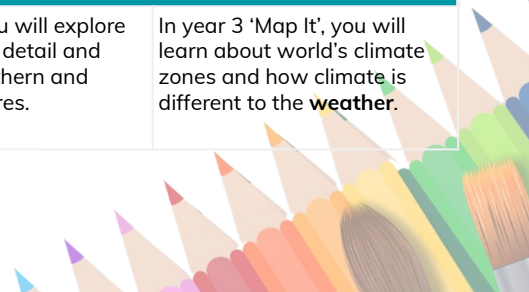 u will explore
detail and
hern and
res.
In year 3 ‘Map It’, you will
learn about world’s climate
zones and how climate is
different to the weather.